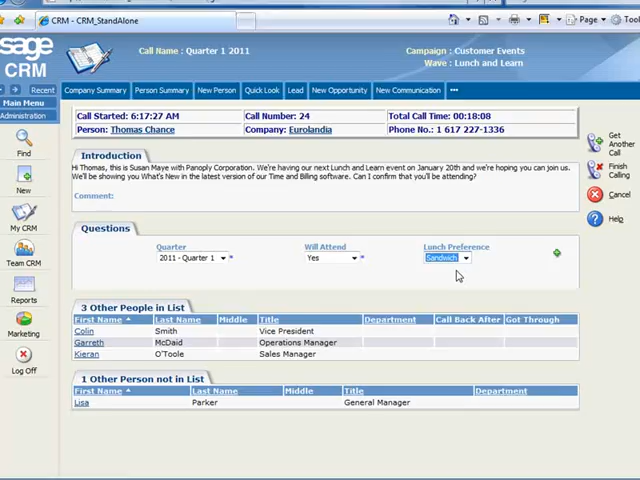 CRM - CRM_StandAlone
Page
Tools
sage
CRM
Call Name : Quarter 1 2011
Campaign : Customer Events
Wave : Lunch and Learn
Recent
Company Summary
Person Summary
New Person
Quick Look
Lead
New Opportunity
New Communication
Main Menu
Administration
Find
New
My CRM
Team CRM
Reports
Marketing
Log Off
Call Started: 6:17:27 AM
Call Number: 24
Total Call Time: 00:18:08
Person: Thomas Chance
Company: Eurolandia
Phone No.: 1 617 227-1336
Get
Another
Call
Finish
Calling
Cancel
Help
Introduction
Hi Thomas, this is Susan Maye with Panoply Corporation. We're having our next Lunch and Learn event on January 20th and we're hoping you can join us.
We'll be showing you What's New in the latest version of our Time and Billing software. Can I confirm that you'll be attending?
Comment:
Questions
Quarter
Will Attend
Lunch Preference
2011 - Quarter 1
Yes
Sandwich
3 Other People in List
First Name Last Name Middle Title Department Call Back After Got Through
Colin Smith Vice President
Garreth McDaid Operations Manager
Kieran O'Toole Sales Manager
1 Other Person not in List
First Name Last Name Middle Title Department
Lisa Parker General Manager